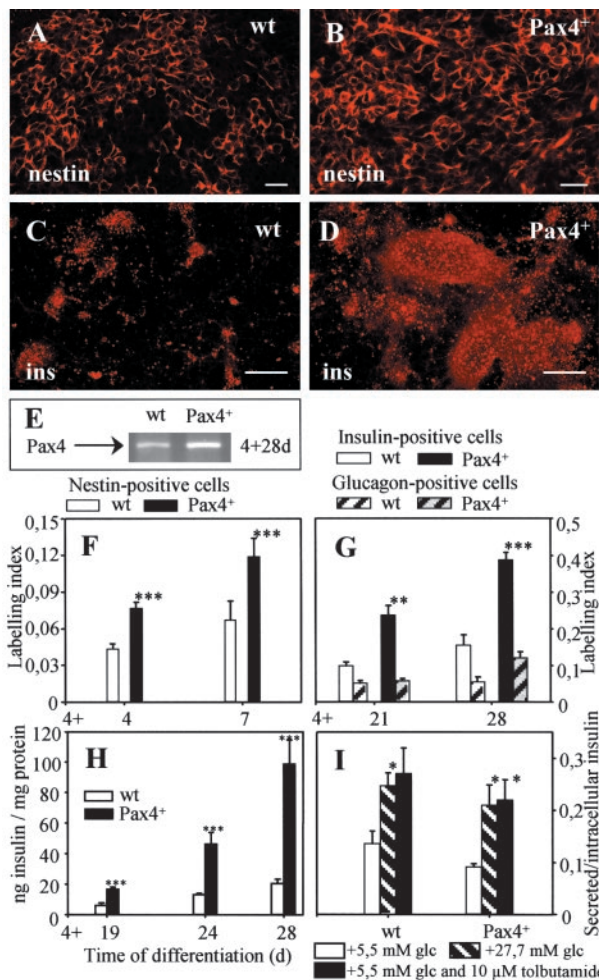 A wt
nestin
B Pax4+
nestin
C wt
ins
D Pax4+
ins
E wt Pax4+
Pax4 4+28d
Nestin-positive cells
wt Pax4+
Insulin-positive cells
wt Pax4+
Glucagon-positive cells
wt Pax4+
F
Labelling index
0,15
0,12
0,09
0,06
0,03
0
*** ***
4+ 4 7
G
0,5
0,4
0,3
0,2
0,1
0
Labelling index
** ***
4+ 21 28
H
ng insulin / mg protein
120
100
80
60
40
20
0
wt
Pax4+
*** *** ***
4+ 19 24 28
Time of differentiation (d)
I
0,3
0,2
0,1
0
Secreted/intracellular insulin
* * *
wt Pax4+
+5,5 mM glc +27,7 mM glc
+5,5 mM glc and 10 µM tolbutamide